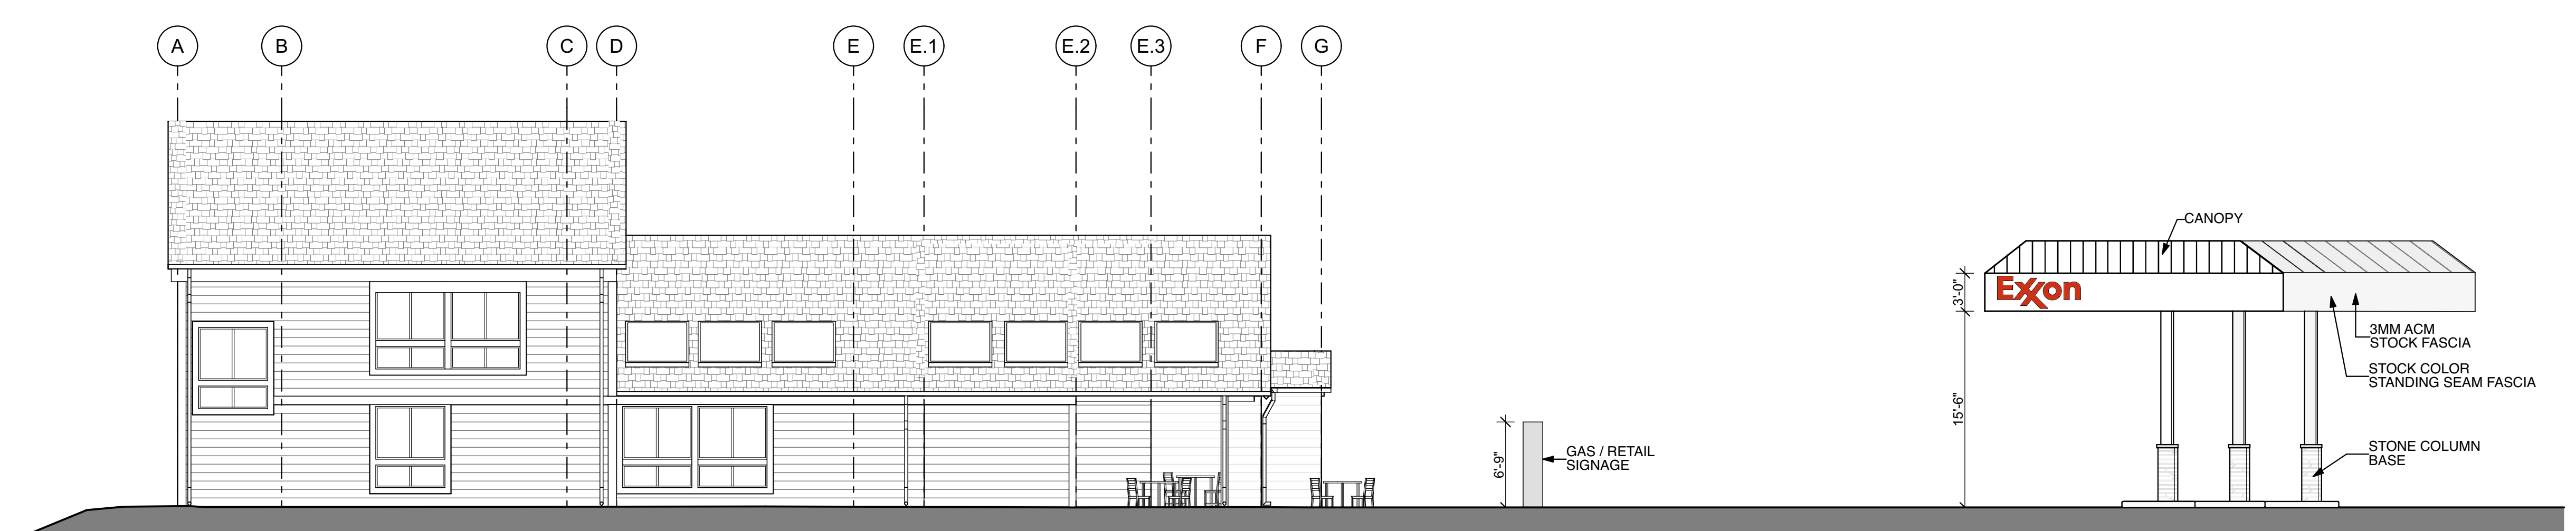 A
B
C
D
E
E.1
E.2
E.3
F
G
CANOPY
3'-0"
Exxon
3MM ACM
STOCK FASCIA
STOCK COLOR
STANDING SEAM FASCIA
15'-6"
6'-9"
GAS / RETAIL
SIGNAGE
STONE COLUMN
BASE